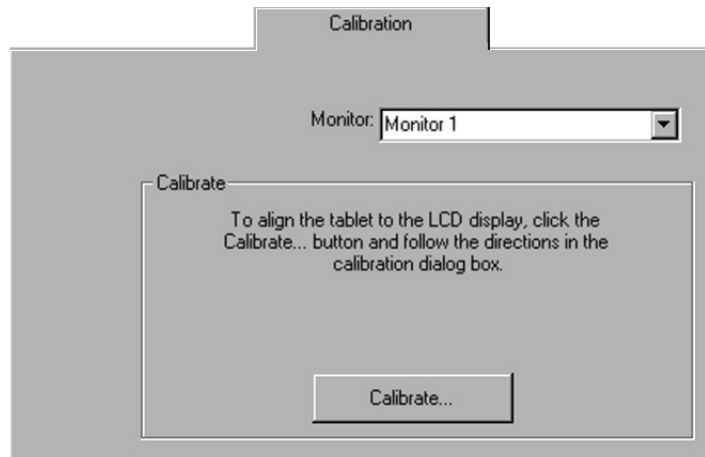 Calibration
Monitor: Monitor 1
Calibrate
To align the tablet to the LCD display, click the
Calibrate... button and follow the directions in the
calibration dialog box.
Calibrate...